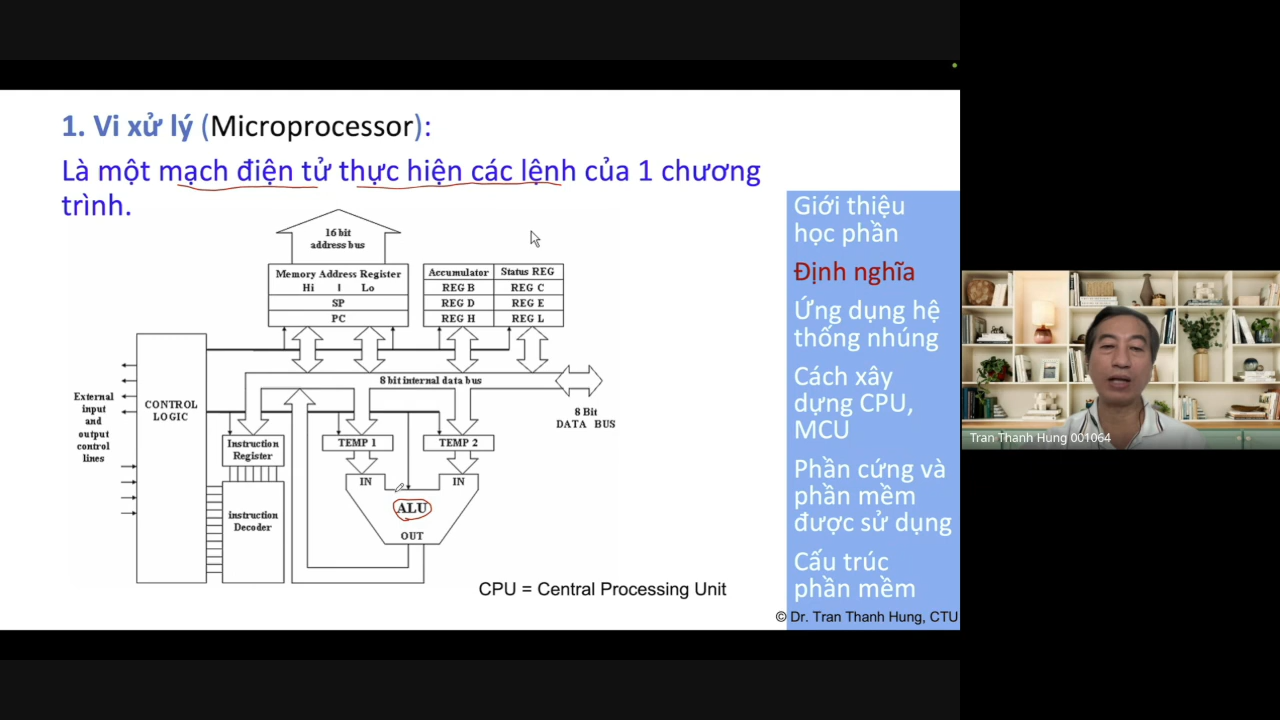 1. Vi xử lý (Microprocessor):
Là một mạch điện tử thực hiện các lệnh của 1 chương
trình.
16 bit
address bus
Memory Address Register
Hi I Lo
SP
PC
Accumulator Status REG
REG B REG C
REG D REG E
REG H REG L
8 bit internal data bus
8 Bit
DATA BUS
External
input
and
output
control
lines
CONTROL
LOGIC
Instruction
Register
instruction
Decoder
TEMP 1
TEMP 2
IN
IN
ALU
OUT
CPU = Central Processing Unit
Giới thiệu
học phần
Định nghĩa
Ứng dụng hệ
thống nhúng
Cách xây
dựng CPU,
MCU
Phần cứng và
phần mềm
được sử dụng
Cấu trúc
phần mềm
© Dr. Tran Thanh Hung, CTU
Tran Thanh Hung 001064